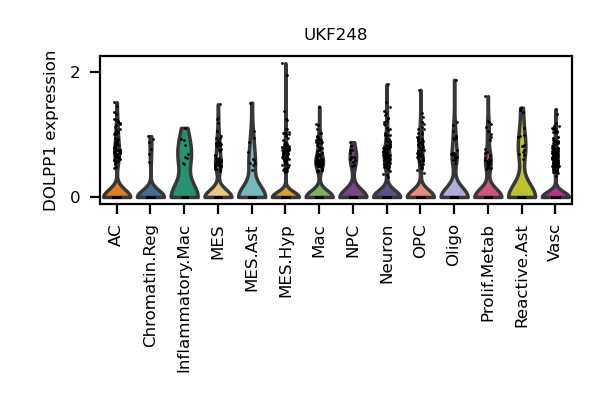 UKF248
DOLPP1 expression
2
0
AC
Chromatin.Reg
Inflammatory.Mac
MES
MES.Ast
MES.Hyp
Mac
NPC
Neuron
OPC
Oligo
Prolif.Metab
Reactive.Ast
Vasc